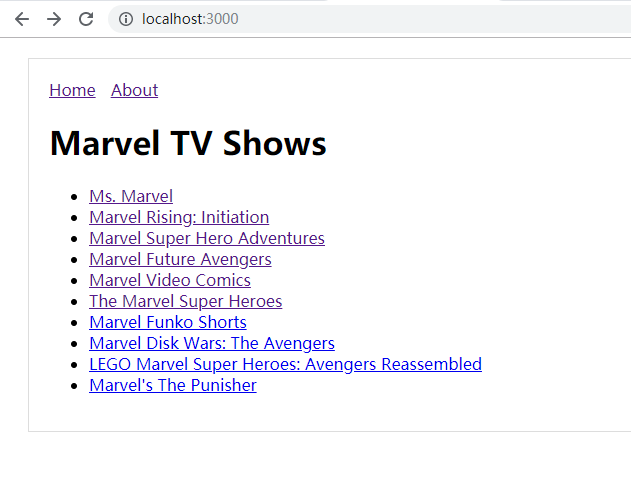 localhost:3000
Home About
Marvel TV Shows
Ms. Marvel
Marvel Rising: Initiation
Marvel Super Hero Adventures
Marvel Future Avengers
Marvel Video Comics
The Marvel Super Heroes
Marvel Funko Shorts
Marvel Disk Wars: The Avengers
LEGO Marvel Super Heroes: Avengers Reassembled
Marvel's The Punisher